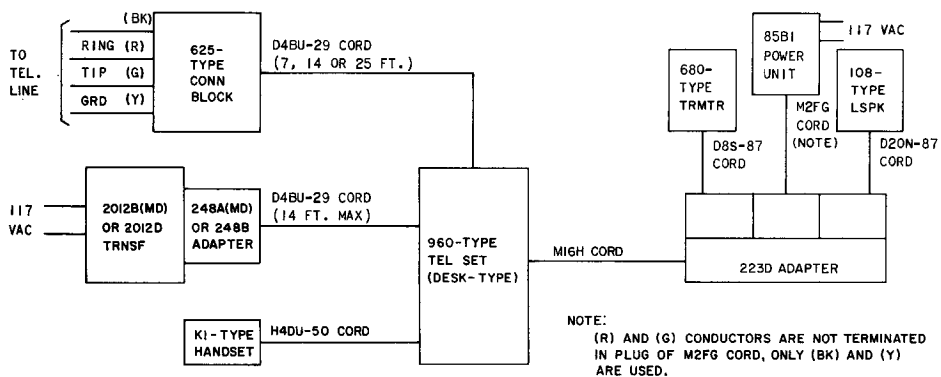 (BK)
RING (R)
TO
TEL.
LINE
TIP (G)
GRD (Y)
625-
TYPE
CONN
BLOCK
D4BU-29 CORD
(7, 14 OR 25 FT.)
117
VAC
2012B(MD)
OR 2012D
TRNSF
248A(MD)
OR 248B
ADAPTER
D4BU-29 CORD
(14 FT. MAX)
K1-TYPE
HANDSET
H4DU-50 CORD
960-TYPE
TEL SET
(DESK-TYPE)
M16H CORD
680-
TYPE
TRMTR
85B1
POWER
UNIT
117 VAC
108-
TYPE
LSPK
D8S-87
CORD
M2FG
CORD
(NOTE)
D20N-87
CORD
223D ADAPTER
NOTE:
(R) AND (G) CONDUCTORS ARE NOT TERMINATED
IN PLUG OF M2FG CORD, ONLY (BK) AND (Y)
ARE USED.